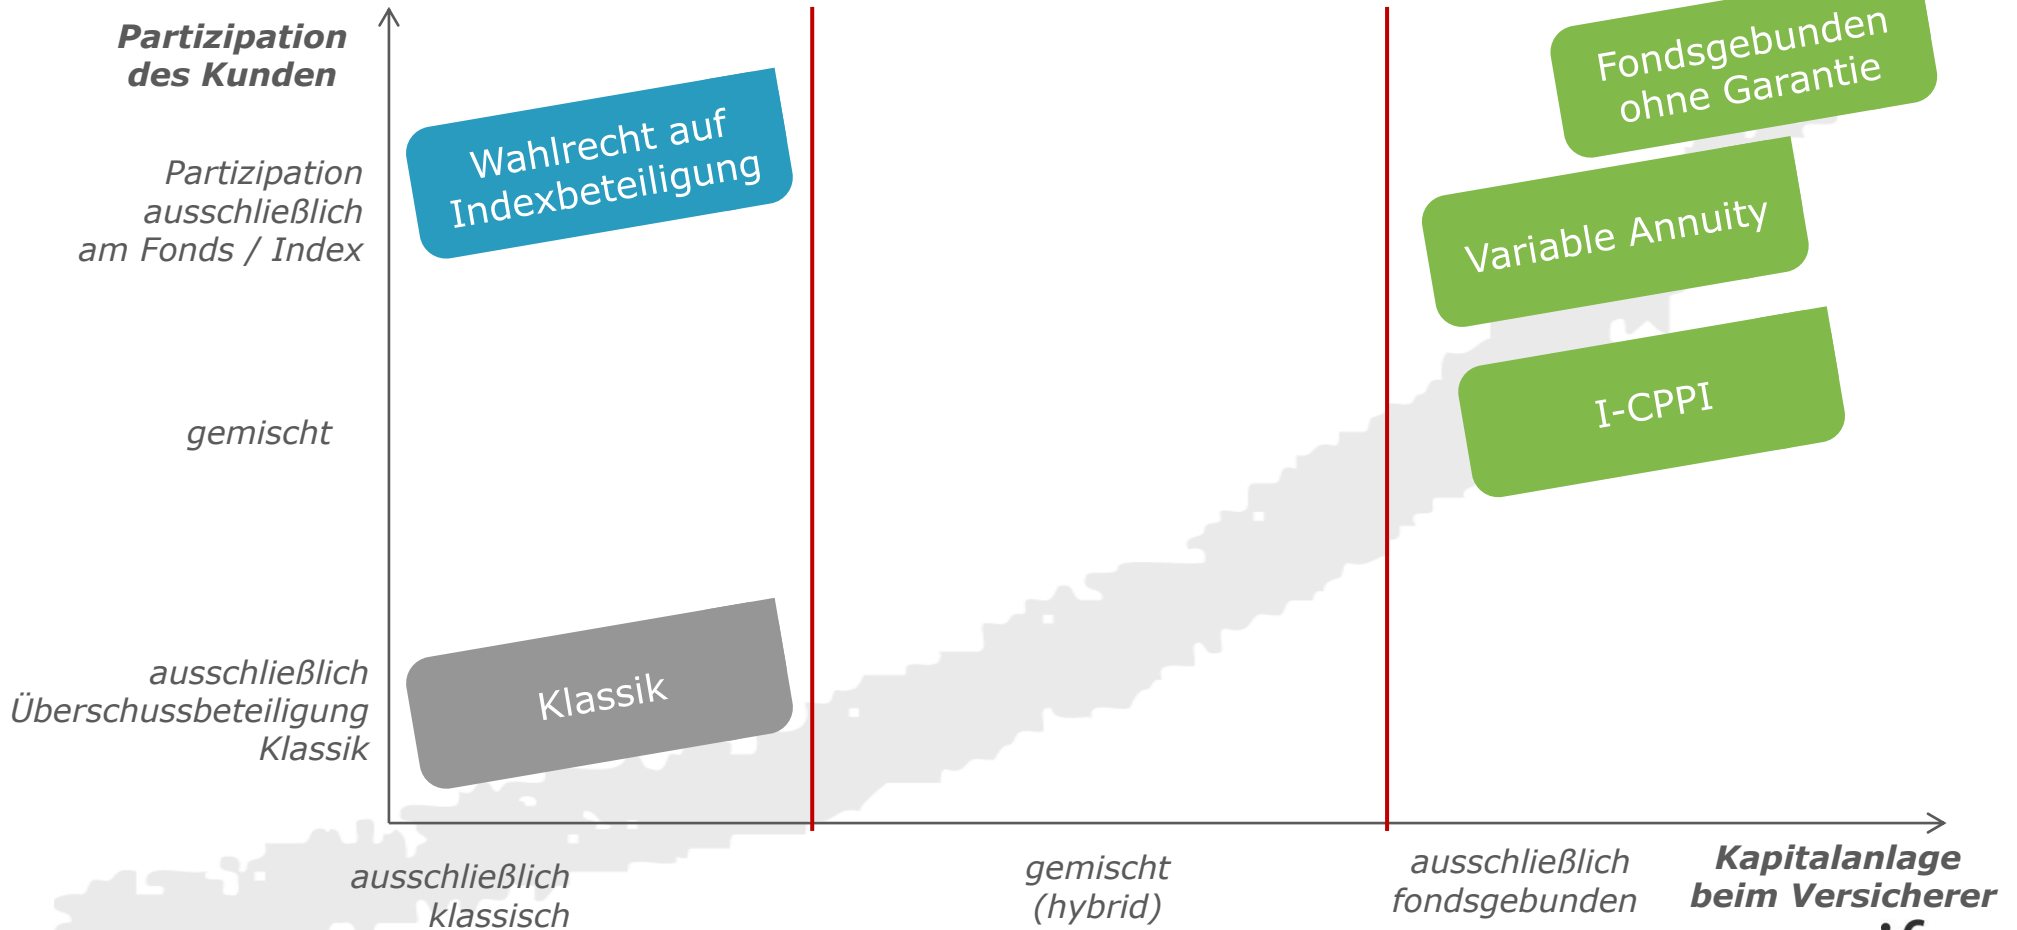 Partizipation
des Kunden
Fondsgebunden
ohne Garantie
Wahlrecht auf
Indexbeteiligung
Partizipation
ausschließlich
am Fonds / Index
Variable Annuity
I-CPPI
gemischt
ausschließlich
Überschussbeteiligung
Klassik
Klassik
ausschließlich
klassisch
gemischt
(hybrid)
ausschließlich
fondsgebunden
Kapitalanlage
beim Versicherer